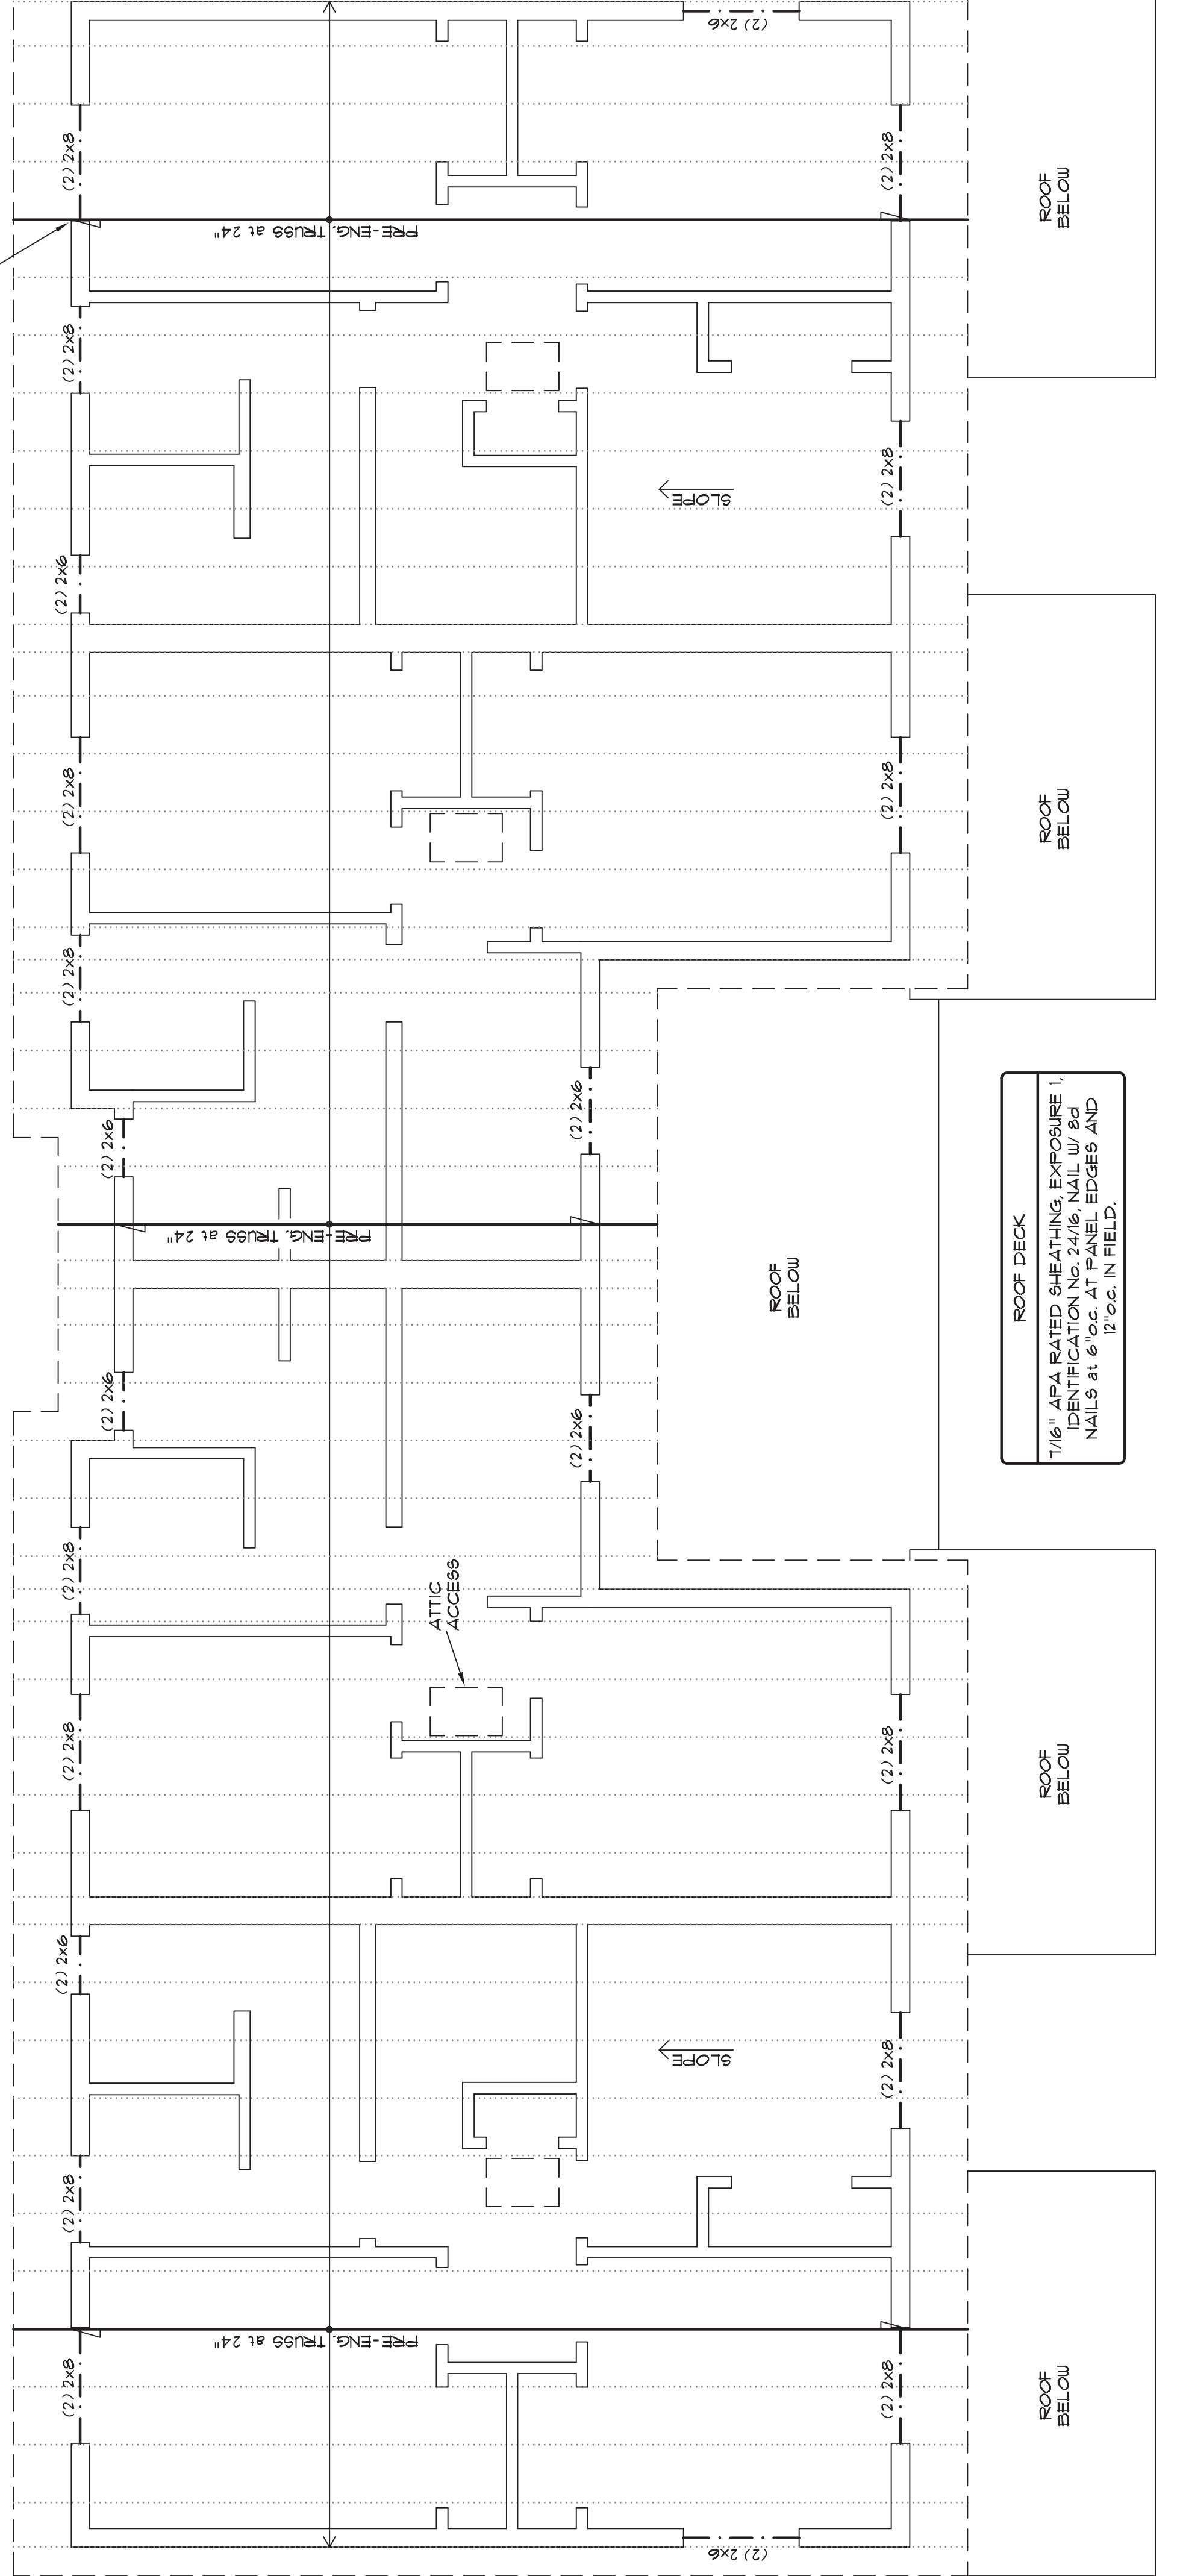 (2) 2x6
(2) 2x8
(2) 2x8
PRE-ENG. TRUSS at 24"
ROOF
BELOW
(2) 2x8
SLOPE
(2) 2x8
(2) 2x6
(2) 2x8
(2) 2x8
ROOF
BELOW
(2) 2x8
(2) 2x6
(2) 2x6
PRE-ENG. TRUSS at 24"
ROOF
BELOW
ROOF DECK
7/16" APA RATED SHEATHING, EXPOSURE 1,
IDENTIFICATION No. 24/16, NAIL W/ 8d
NAILS at 6"o.c. AT PANEL EDGES AND
12"o.c. IN FIELD.
(2) 2x6
(2) 2x6
(2) 2x8
ATTIC
ACCESS
(2) 2x8
(2) 2x8
ROOF
BELOW
(2) 2x6
SLOPE
(2) 2x8
(2) 2x8
PRE-ENG. TRUSS at 24"
(2) 2x8
(2) 2x8
ROOF
BELOW
(2) 2x6